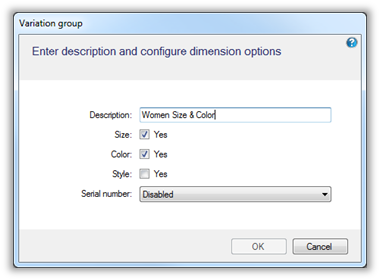 Variation group
Enter description and configure dimension options
?
Description: Women Size & Color
Size: Yes
Color: Yes
Style: Yes
Serial number: Disabled
OK Cancel